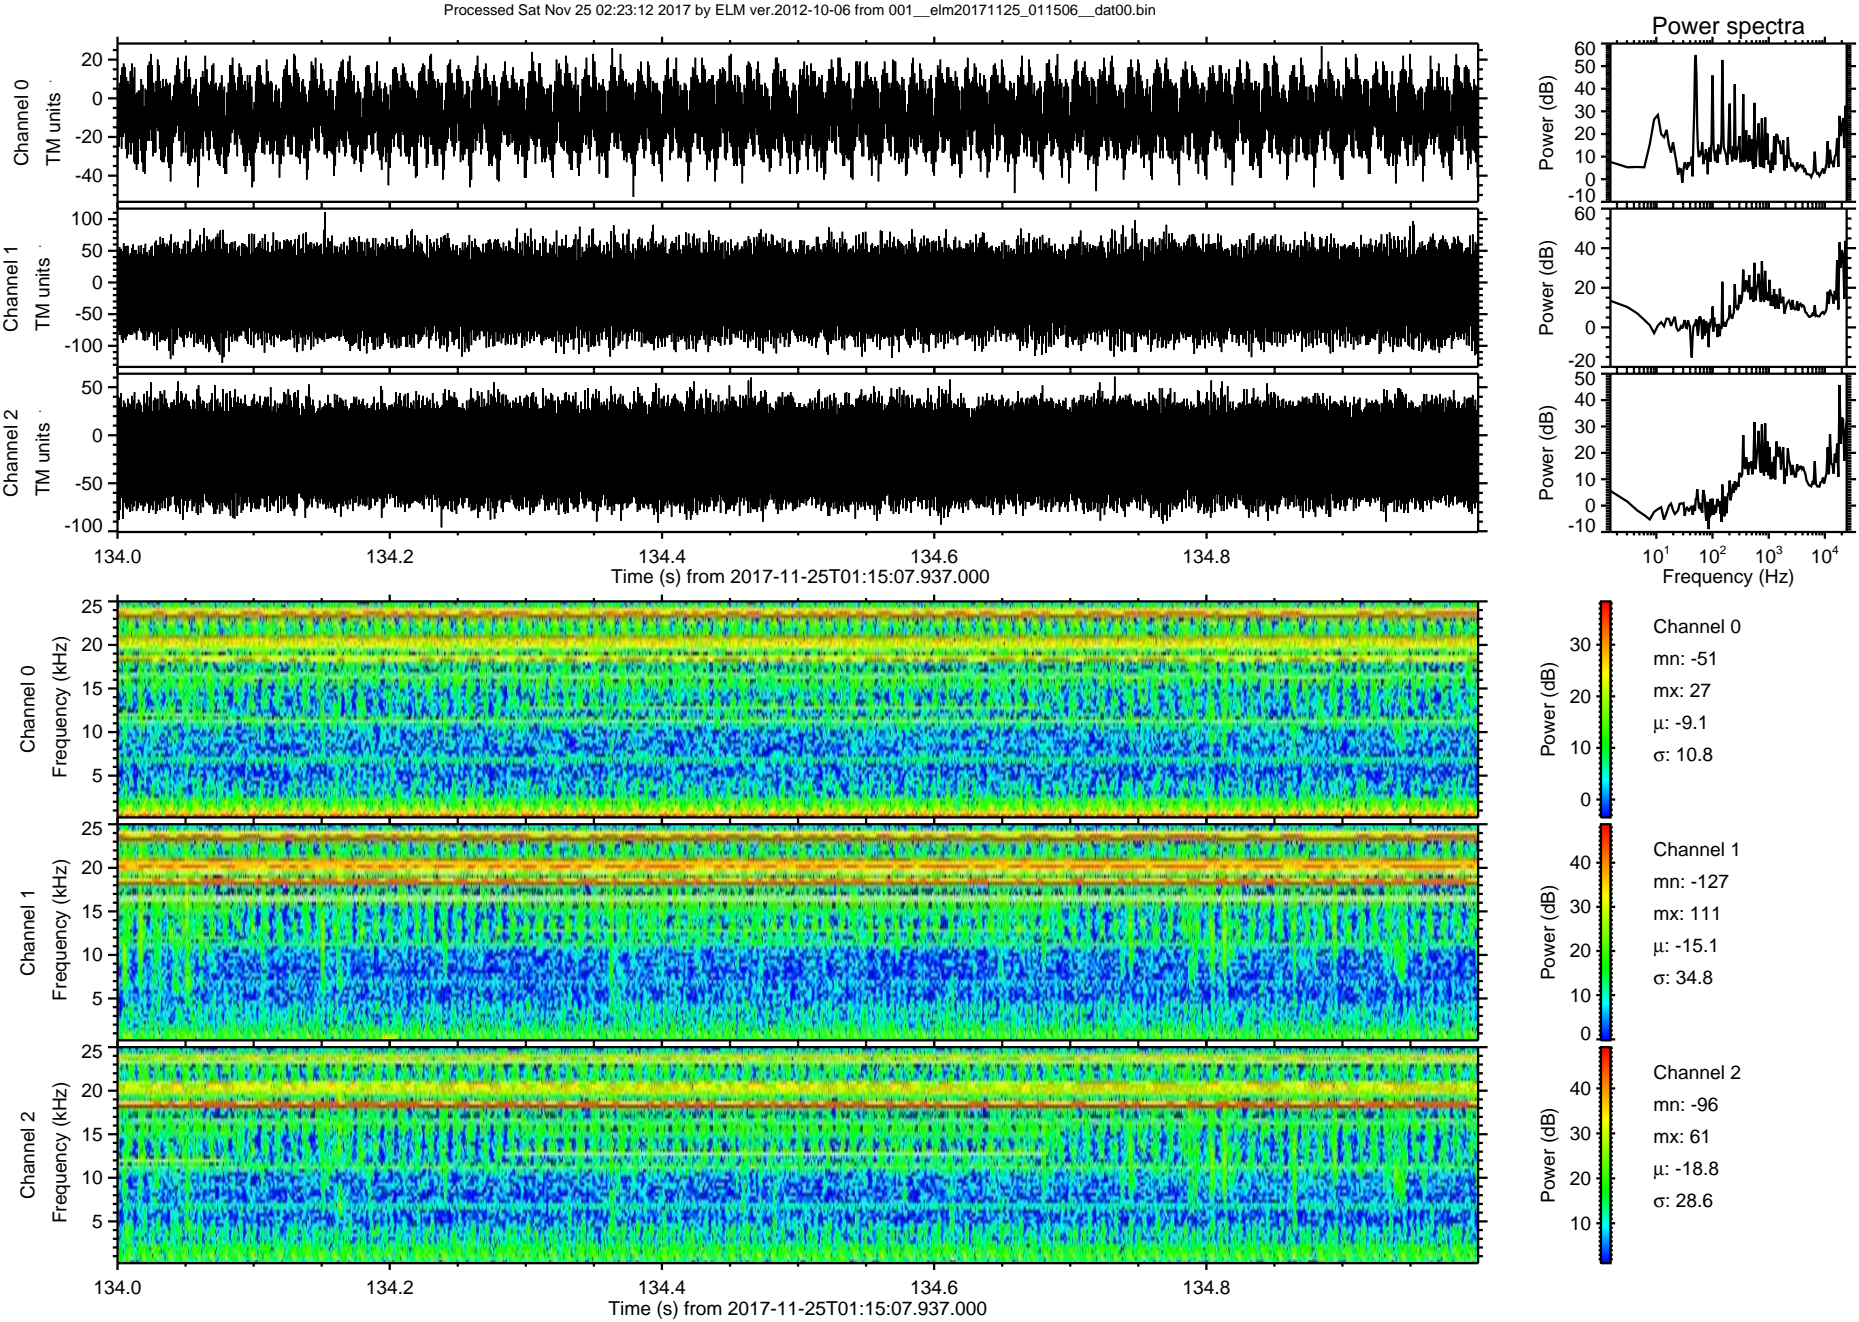 Processed Sat Nov 25 02:23:12 2017 by ELM ver.2012-10-06 from 001__elm20171125_011506__dat00.bin
Power spectra
Channel 0
TM units
20
0
-20
-40
Power (dB)
60
50
40
30
20
10
0
-10
Channel 1
TM units
100
50
0
-50
-100
Power (dB)
60
40
20
0
-20
Channel 2
TM units
50
0
-50
-100
Power (dB)
50
40
30
20
10
0
-10
134.0 134.2 134.4 134.6 134.8
Time (s) from 2017-11-25T01:15:07.937.000
10¹ 10² 10³ 10⁴
Frequency (Hz)
Channel 0
Frequency (kHz)
25
20
15
10
5
Power (dB)
30
20
10
0
Channel 0
mn: -51
mx: 27
μ: -9.1
σ: 10.8
Channel 1
Frequency (kHz)
25
20
15
10
5
Power (dB)
40
30
20
10
0
Channel 1
mn: -127
mx: 111
μ: -15.1
σ: 34.8
Channel 2
Frequency (kHz)
25
20
15
10
5
Power (dB)
40
30
20
10
Channel 2
mn: -96
mx: 61
μ: -18.8
σ: 28.6
134.0 134.2 134.4 134.6 134.8
Time (s) from 2017-11-25T01:15:07.937.000